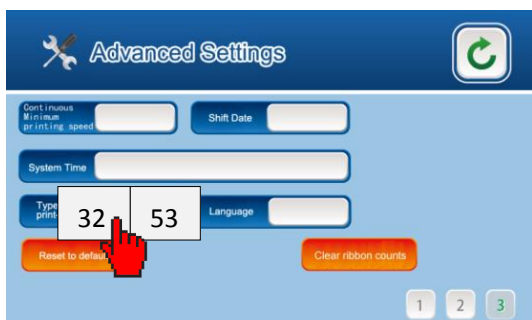 Advanced Settings
Continuous
Minimum
printing speed
Shift Date
System Time
Type
print-
32
53
Language
Reset to default
Clear ribbon counts
1
2
3